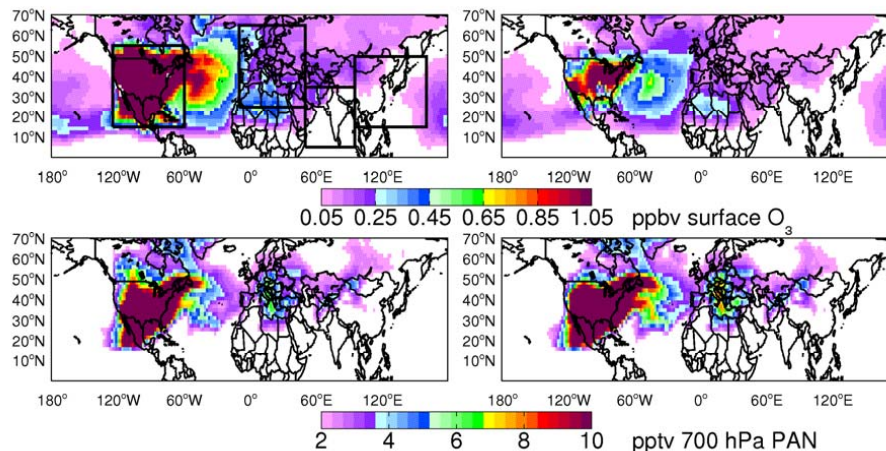 70°N 70°N
60°N 60°N
50°N 50°N
40°N 40°N
30°N 30°N
20°N 20°N
10°N 10°N
180° 120°W 60°W 0° 60°E 120°E 180° 120°W 60°W 0° 60°E 120°E
0.05 0.25 0.45 0.65 0.85 1.05 ppbv surface O₃
70°N 70°N
60°N 60°N
50°N 50°N
40°N 40°N
30°N 30°N
20°N 20°N
10°N 10°N
180° 120°W 60°W 0° 60°E 120°E 180° 120°W 60°W 0° 60°E 120°E
2 4 6 8 10 pptv 700 hPa PAN